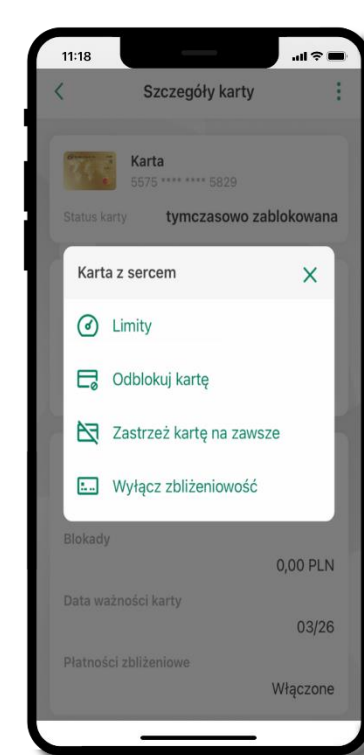 11:18
Szczegóły karty
Karta
5575 **** **** 5829
Status karty tymczasowo zablokowana
Karta z sercem
Limity
Odblokuj kartę
Zastrzeż kartę na zawsze
Wyłącz zbliżeniowość
Blokady
0,00 PLN
Data ważności karty
03/26
Płatności zbliżeniowe
Włączone